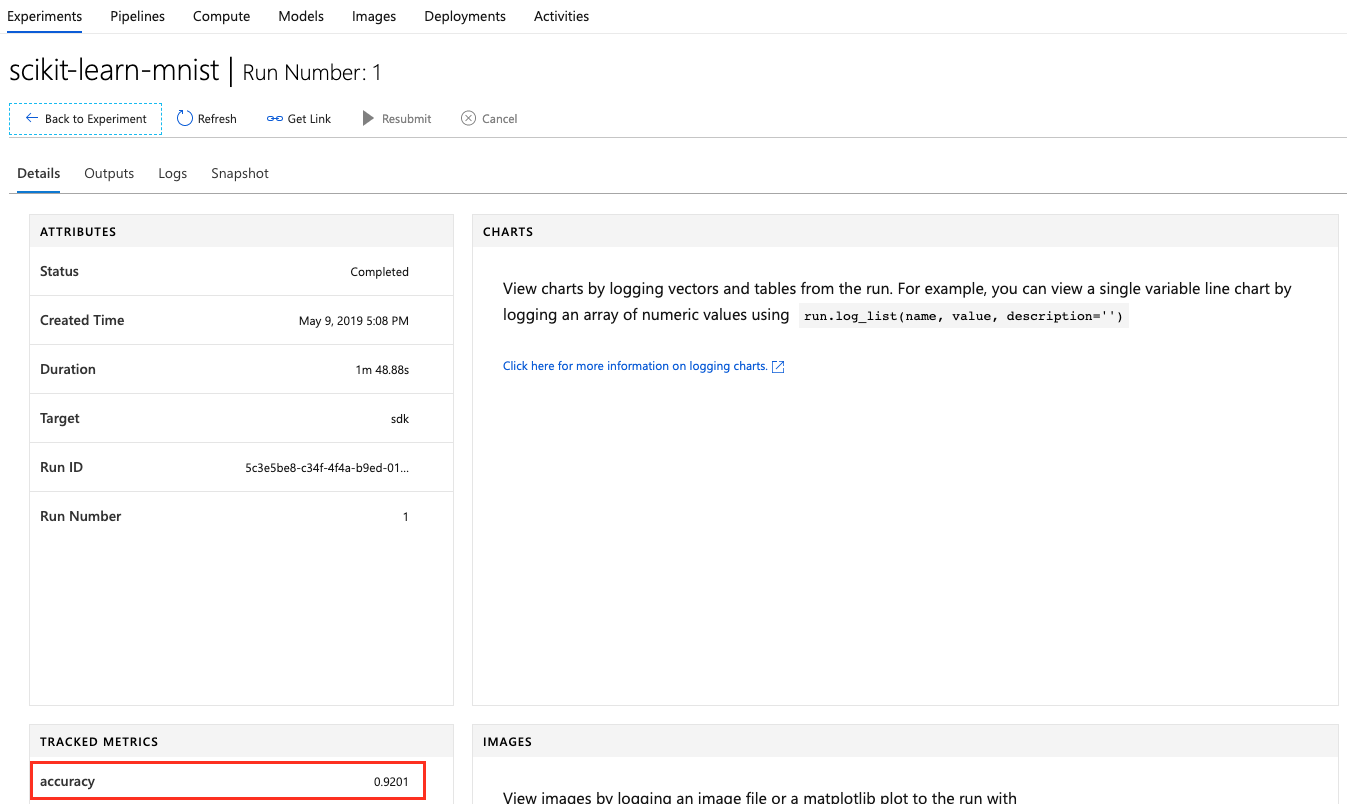 Experiments Pipelines Compute Models Images Deployments Activities
scikit-learn-mnist | Run Number: 1
Back to Experiment Refresh Get Link Resubmit Cancel
Details Outputs Logs Snapshot
ATTRIBUTES
Status Completed
Created Time May 9, 2019 5:08 PM
Duration 1m 48.88s
Target sdk
Run ID 5c3e5be8-c34f-4f4a-b9ed-01...
Run Number 1
CHARTS
View charts by logging vectors and tables from the run. For example, you can view a single variable line chart by
logging an array of numeric values using run.log_list(name, value, description='')
Click here for more information on logging charts.
TRACKED METRICS
accuracy 0.9201
IMAGES
View images by logging an image file or a matplotlib plot to the run with